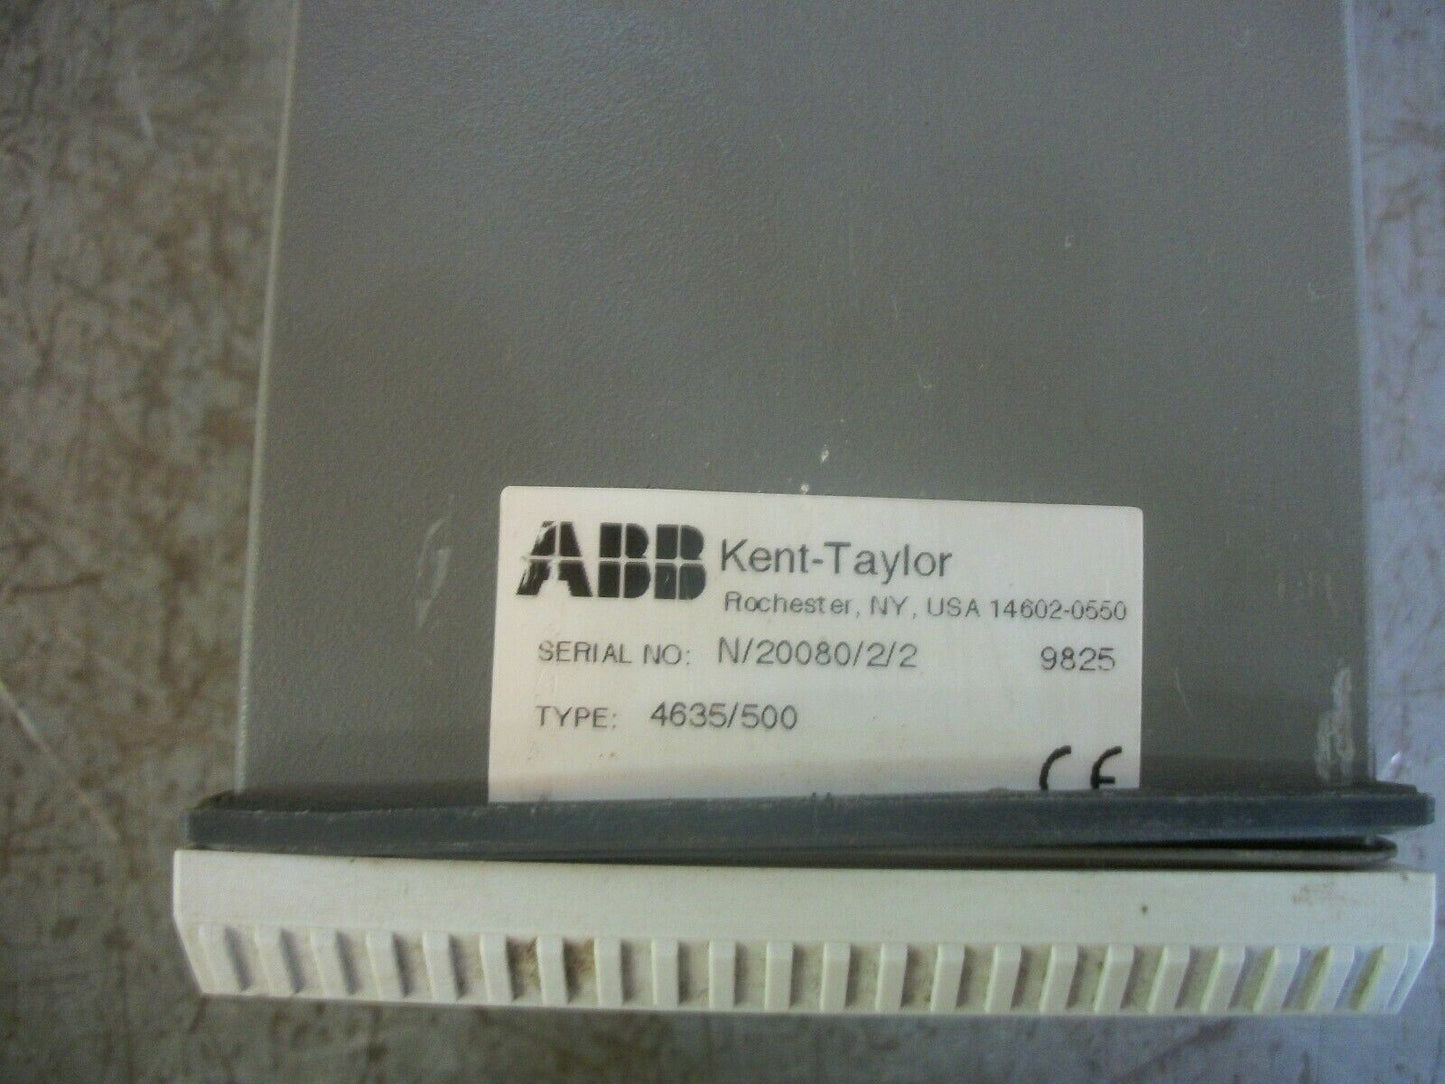 ABB Kent-Taylor
Rochester, NY, USA 14602-0550
SERIAL NO: N/20080/2/2 9825
TYPE: 4635/500
CE